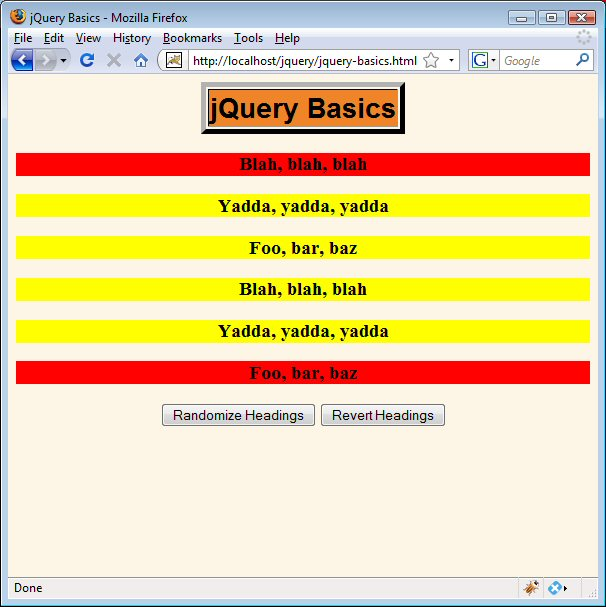 jQuery Basics - Mozilla Firefox
File Edit View History Bookmarks Tools Help
http://localhost/jquery/jquery-basics.html G Google
jQuery Basics
Blah, blah, blah
Yadda, yadda, yadda
Foo, bar, baz
Blah, blah, blah
Yadda, yadda, yadda
Foo, bar, baz
Randomize Headings Revert Headings
Done